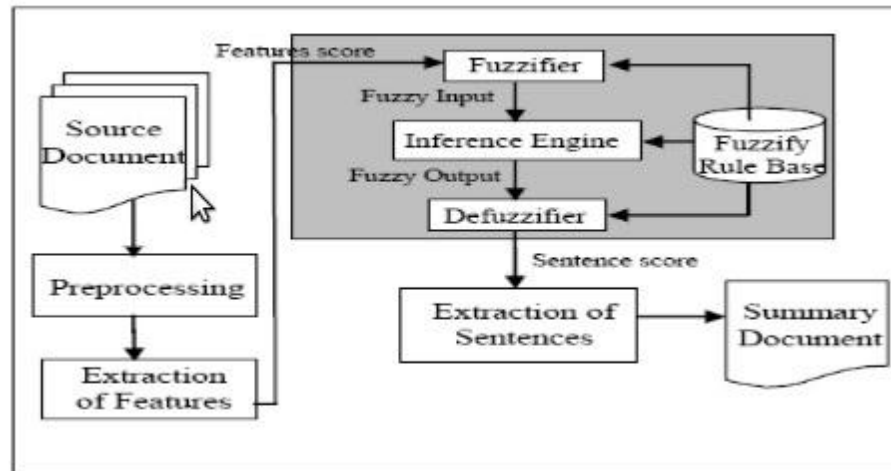 Features score
Source
Document
Preprocessing
Extraction
of Features
Fuzzifier
Fuzzy Input
Inference Engine
Fuzzy Output
Defuzzifier
Fuzzify
Rule Base
Sentence score
Extraction of
Sentences
Summary
Document